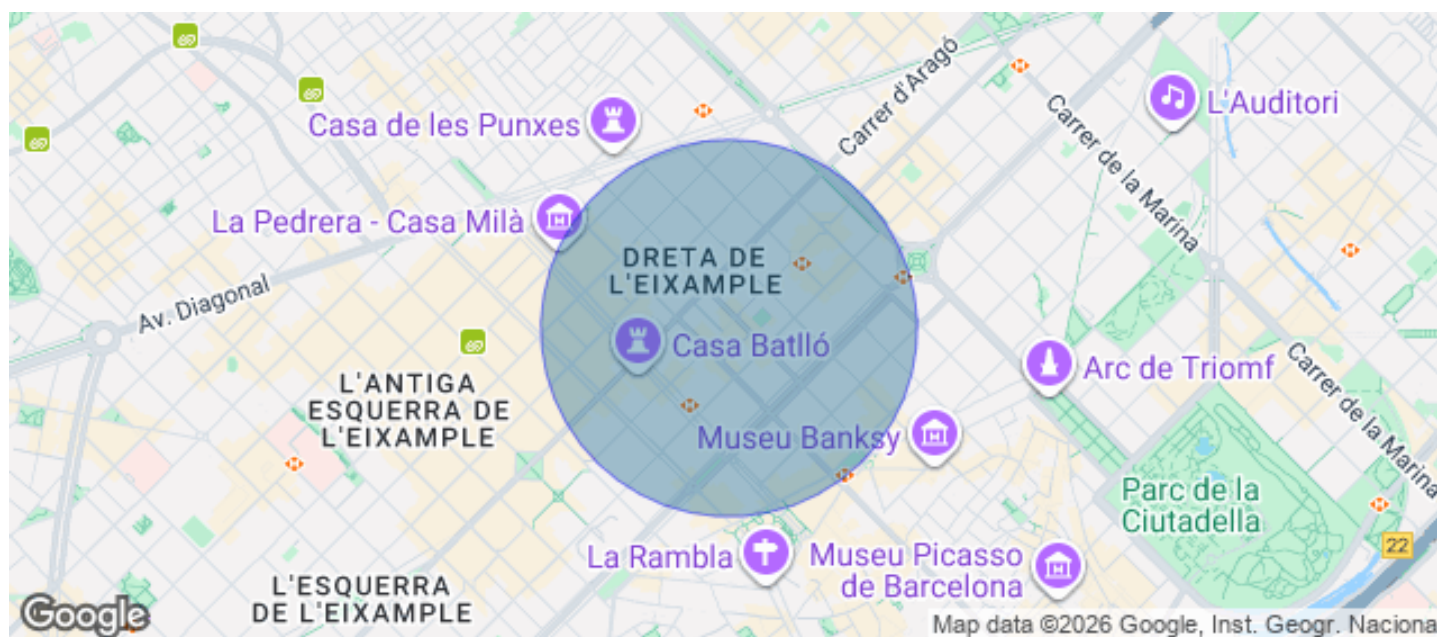 Carrer d'Aragó
L'Auditori
Casa de les Punxes
Carrer de la Marina
La Pedrera - Casa Milà
DRETA DE
L'EIXAMPLE
Av. Diagonal
Casa Batlló
Arc de Triomf
L'ANTIGA
ESQUERRA DE
L'EIXAMPLE
Carrer de la Marina
Museu Banksy
Parc de la
Ciutadella
22
La Rambla
Museu Picasso
de Barcelona
L'ESQUERRA
DE L'EIXAMPLE
Google
Map data ©2026 Google, Inst. Geogr. Naciona